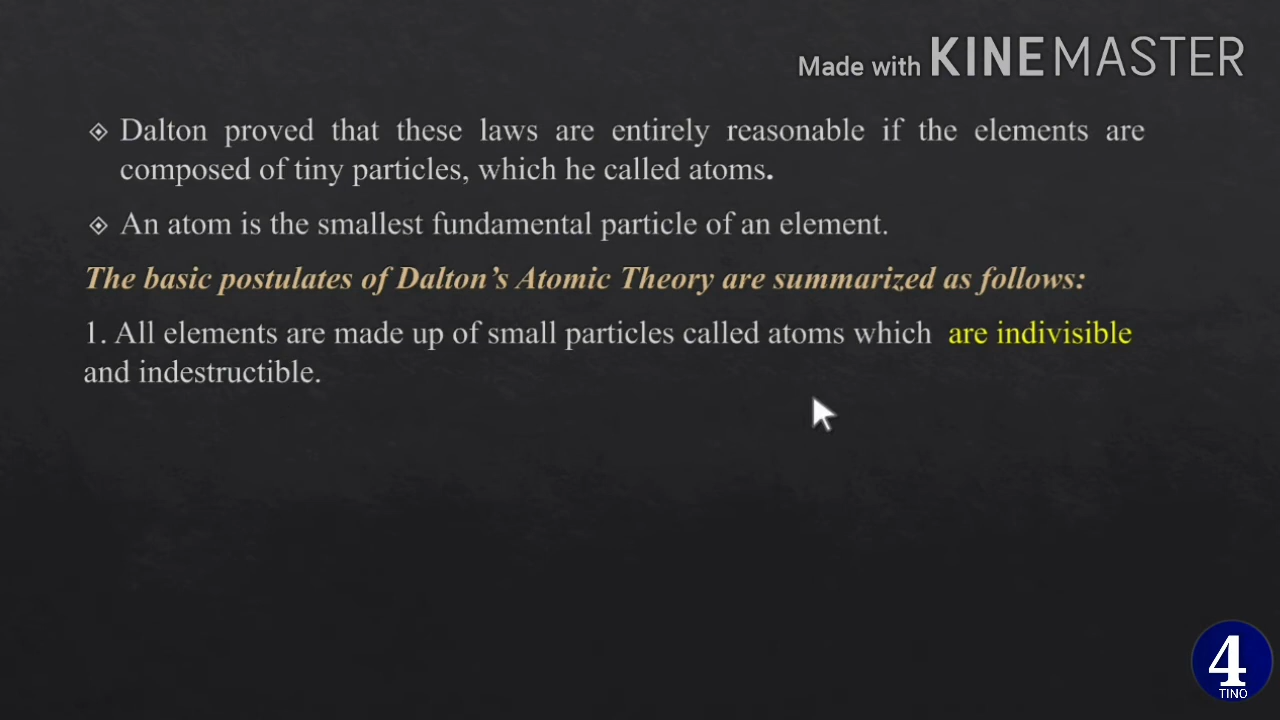 Made with KINEMASTER
Dalton proved that these laws are entirely reasonable if the elements are
composed of tiny particles, which he called atoms.
An atom is the smallest fundamental particle of an element.
The basic postulates of Dalton’s Atomic Theory are summarized as follows:
1. All elements are made up of small particles called atoms which are indivisible
and indestructible.
4
TINO